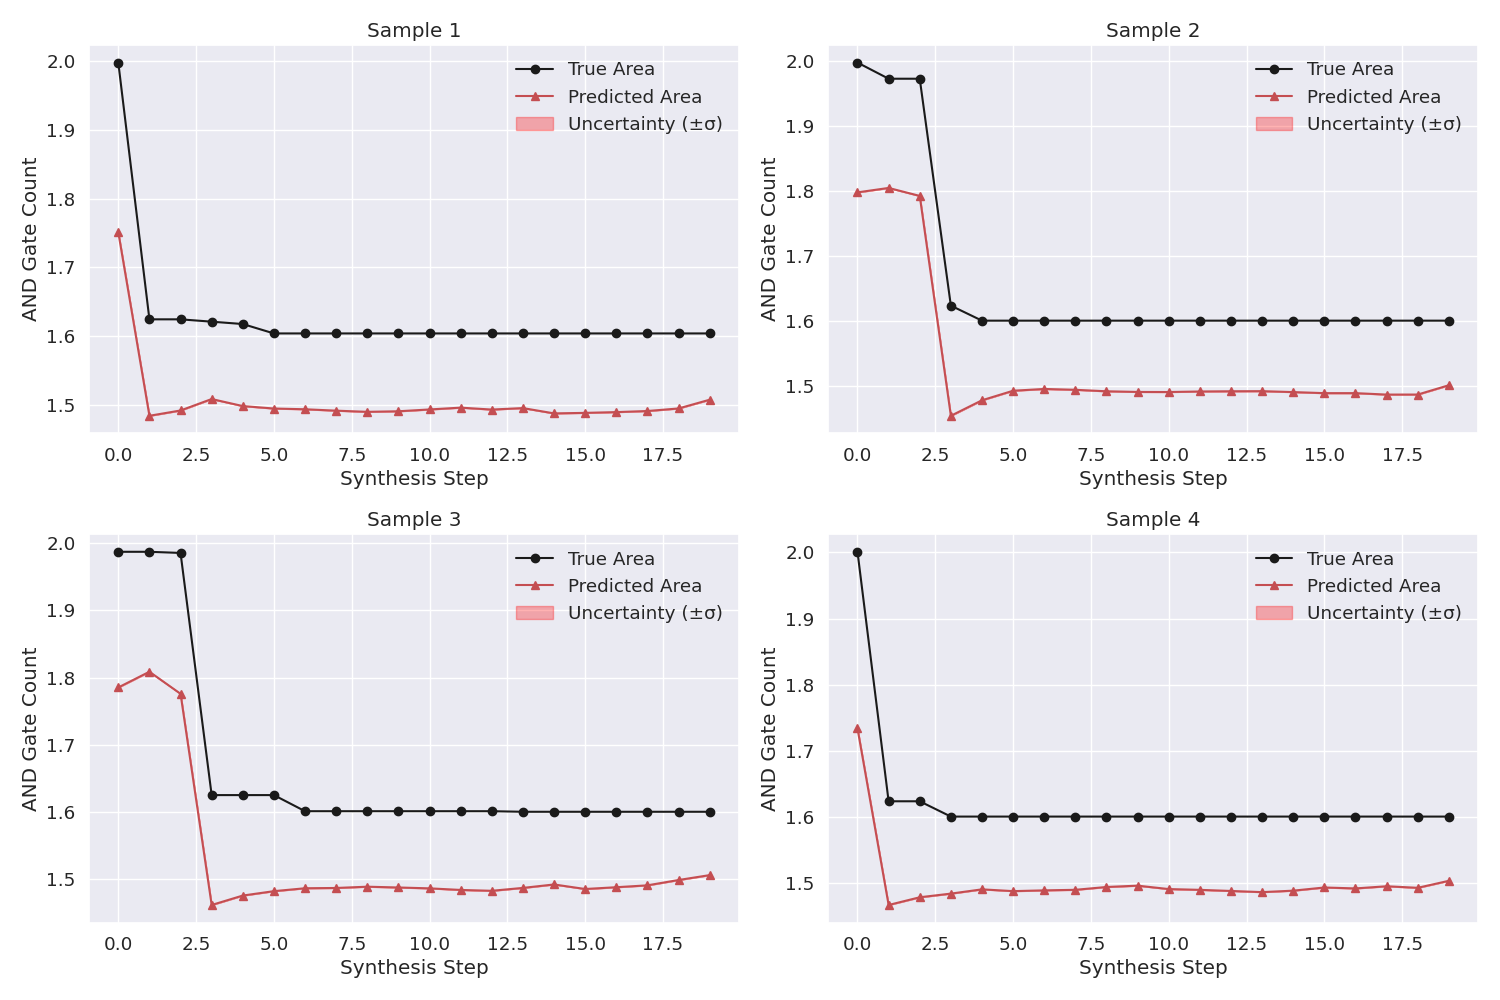 Sample 1
2.0
1.9
1.8
1.7
1.6
1.5
AND Gate Count
True Area
Predicted Area
Uncertainty (±σ)
0.0 2.5 5.0 7.5 10.0 12.5 15.0 17.5
Synthesis Step
Sample 2
2.0
1.9
1.8
1.7
1.6
1.5
AND Gate Count
True Area
Predicted Area
Uncertainty (±σ)
0.0 2.5 5.0 7.5 10.0 12.5 15.0 17.5
Synthesis Step
Sample 3
2.0
1.9
1.8
1.7
1.6
1.5
AND Gate Count
True Area
Predicted Area
Uncertainty (±σ)
0.0 2.5 5.0 7.5 10.0 12.5 15.0 17.5
Synthesis Step
Sample 4
2.0
1.9
1.8
1.7
1.6
1.5
AND Gate Count
True Area
Predicted Area
Uncertainty (±σ)
0.0 2.5 5.0 7.5 10.0 12.5 15.0 17.5
Synthesis Step